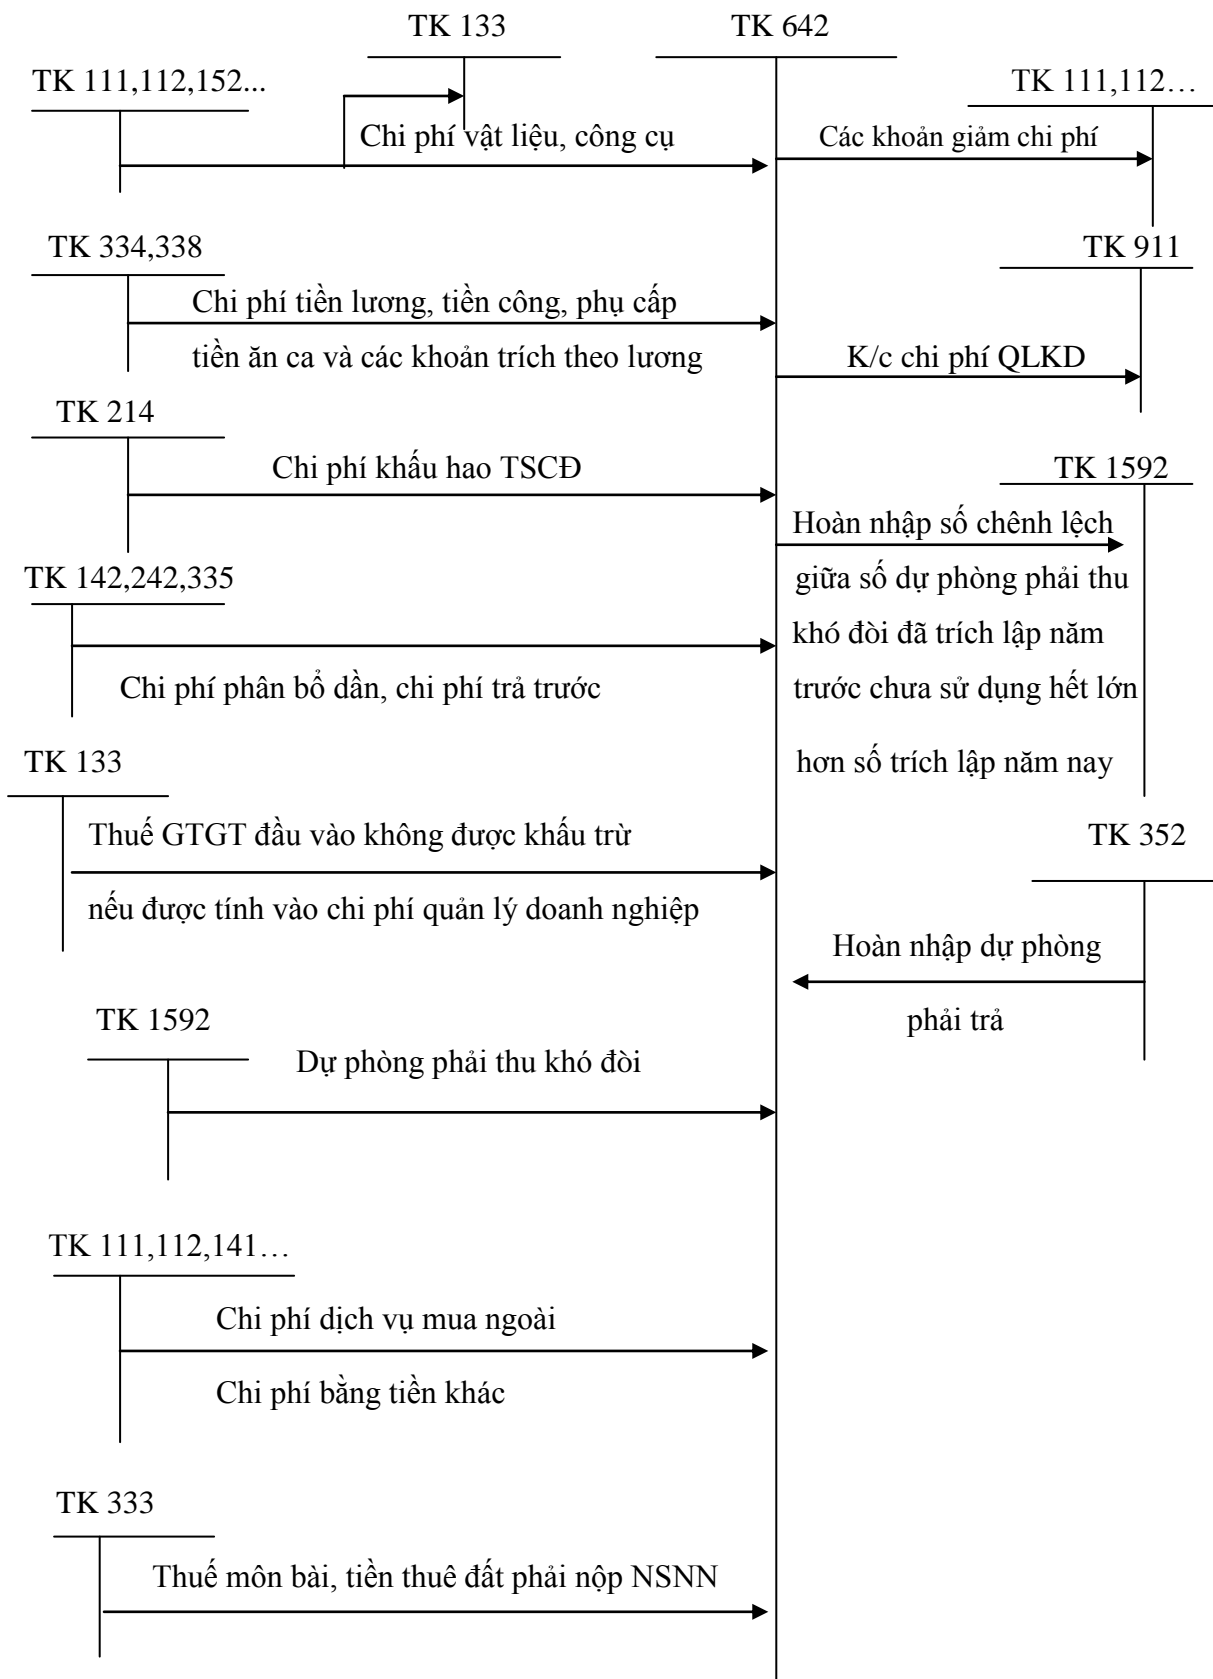 TK 133
TK 642
TK 111,112,152...
TK 111,112…
Chi phí vật liệu, công cụ
Các khoản giảm chi phí
TK 334,338
TK 911
Chi phí tiền lương, tiền công, phụ cấp
tiền ăn ca và các khoản trích theo lương
K/c chi phí QLKD
TK 214
Chi phí khấu hao TSCĐ
TK 1592
Hoàn nhập số chênh lệch
giữa số dự phòng phải thu
khó đòi đã trích lập năm
trước chưa sử dụng hết lớn
hơn số trích lập năm nay
TK 142,242,335
Chi phí phân bổ dần, chi phí trả trước
TK 133
Thuế GTGT đầu vào không được khấu trừ
nếu được tính vào chi phí quản lý doanh nghiệp
TK 352
Hoàn nhập dự phòng
phải trả
TK 1592
Dự phòng phải thu khó đòi
TK 111,112,141…
Chi phí dịch vụ mua ngoài
Chi phí bằng tiền khác
TK 333
Thuế môn bài, tiền thuê đất phải nộp NSNN